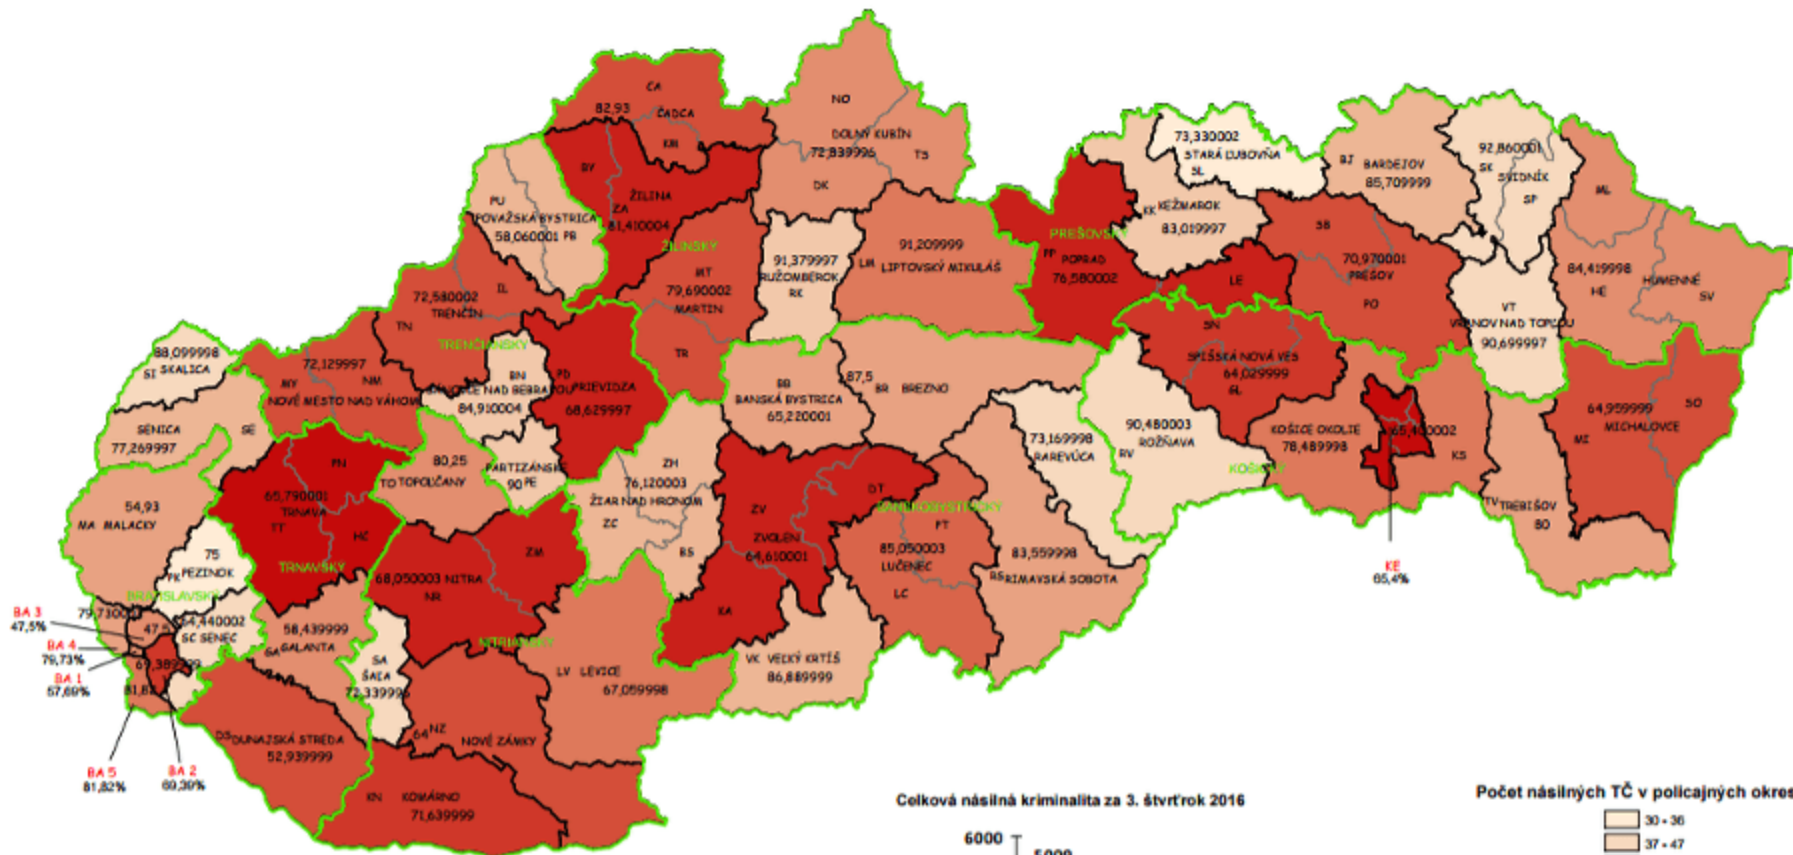 CA
82,93
ČADCA
KM
NO
DOLNÝ KUBÍN
72,839996
TS
DK
BY
ŽILINA
ZA
81,410004
ŽILINSKÝ
PU
POVAŽSKÁ BYSTRICA
58,060001 PB
MT
79,690002
MARTIN
TR
91,379997
RUŽOMBEROK
RK
91,209999
LM LIPTOVSKÝ MIKULÁŠ
PREŠOVSKÝ
PP POPRAD
76,580002
LE
73,330002
STARÁ ĽUBOVŇA
SL
KK KEŽMAROK
83,019997
BJ BARDEJOV
85,709999
92,860001
SK
SVIDNÍK
SP
ML
84,419998
HUMENNÉ
HE
SV
SB
70,970001
PREŠOV
PO
VT
VRANOV NAD TOPĽOU
90,699997
72,580002
IL
TRENČÍN
TN
TRENČIANSKY
BN
BÁNOVCE NAD BEBRAVOU
84,910004
PD
PRIEVIDZA
68,629997
88,099998
SI SKALICA
72,129997
MY NM
NOVÉ MESTO NAD VÁHOM
SENICA SE
77,269997
BB
BANSKÁ BYSTRICA
65,220001
87,5
BR BREZNO
SN
SPIŠSKÁ NOVÁ VES
64,029999
GL
73,169998
RAREVÚCA
90,480003
ROŽŇAVA
RV
KOŠICE OKOLIE
78,489998
65,400002
KS
KOŠICKÝ
64,959999
SO
MICHALOVCE
MI
TV TREBIŠOV
80
PN
65,790001
TRNAVA
TT
HC
TRNAVSKÝ
80,25
TO TOPOĽČANY
PARTIZÁNSKE
90 PE
ZH
76,120003
ŽIAR NAD HRONOM
ZC
BS
ZV
ZVOLEN
64,610001
DT
KA
BANSKOBYSTRICKÝ
PT
85,050003
LUČENEC
LC
83,559998
RS RIMAVSKÁ SOBOTA
54,93
MA MALACKY
75
PK PEZINOK
BRATISLAVSKÝ
64,440002
SC SENEC
47,5
69,389999
BA 3
47,5%
BA 4
79,73%
BA 1
57,69%
BA 5
81,82%
BA 2
69,39%
58,439999
GA GALANTA
SA
ŠAĽA
68,050003 NITRA
NR
ZM
NITRIANSKY
LV LEVICE
67,059998
VK VEĽKÝ KRTÍŠ
86,889999
DS DUNAJSKÁ STREDA
52,939999
64 NZ
NOVÉ ZÁMKY
KN KOMÁRNO
71,639999
KE
65,4%
Celková násilná kriminalita za 3. štvrťrok 2016
6000
5000
Počet násilných TČ v policajných okres
30 - 36
37 - 47